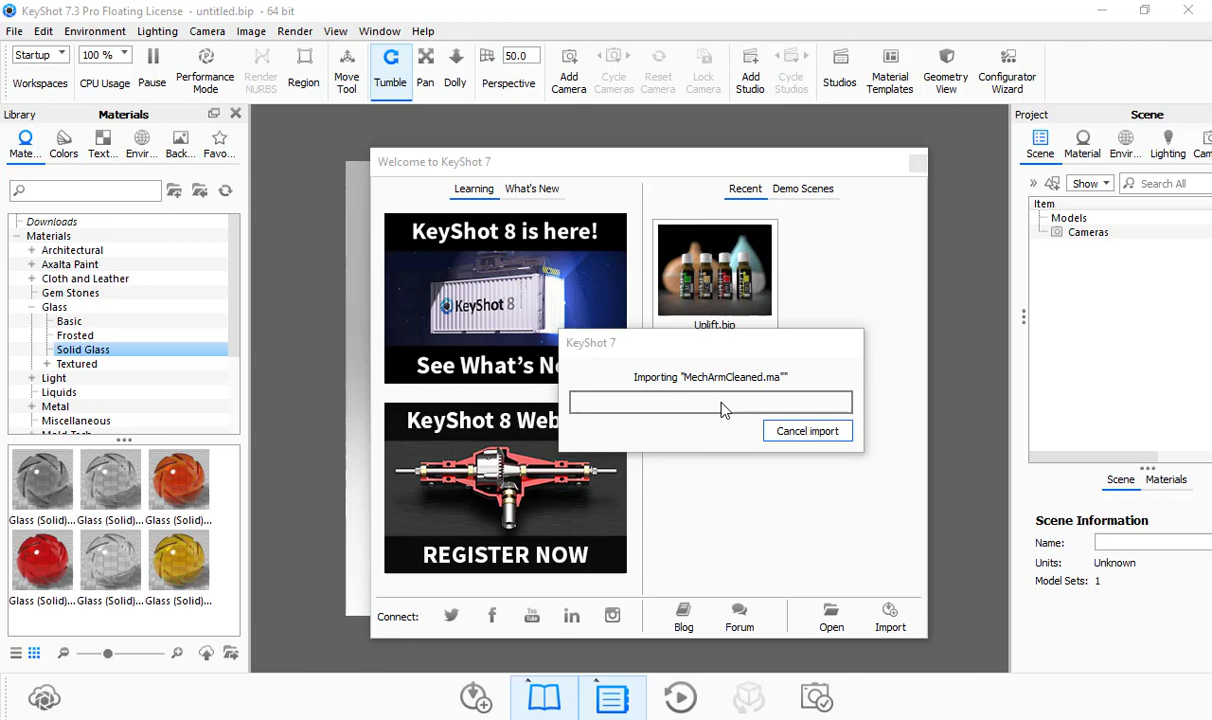 KeyShot 7.3 Pro Floating License - untitled.bip - 64 bit
File Edit Environment Lighting Camera Image Render View Window Help
Startup 100 % 50.0
Workspaces CPU Usage Pause Performance Mode Render NURBS Region Move Tool Tumble Pan Dolly Perspective Add Camera Cycle Cameras Reset Camera Lock Camera Add Studio Cycle Studios Studios Material Templates Geometry View Configurator Wizard
Library Materials
Mate... Colors Text... Envir... Back... Favo...
Downloads
Materials
Architectural
Axalta Paint
Cloth and Leather
Gem Stones
Glass
Basic
Frosted
Solid Glass
Textured
Light
Liquids
Metal
Miscellaneous
Glass (Solid)... Glass (Solid)... Glass (Solid)...
Glass (Solid)... Glass (Solid)... Glass (Solid)...
Welcome to KeyShot 7
Learning What's New
KeyShot 8 is here!
KeyShot 8
See What's N
KeyShot 8 Web
REGISTER NOW
Recent Demo Scenes
Uplift.bip
KeyShot 7
Importing "MechArmCleaned.ma""
Cancel import
Connect: You Tube Blog Forum Open Import
Project Scene
Scene Material Envir... Lighting Cam
Show Search All
Item
Models
Cameras
Scene Materials
Scene Information
Name:
Units: Unknown
Model Sets: 1